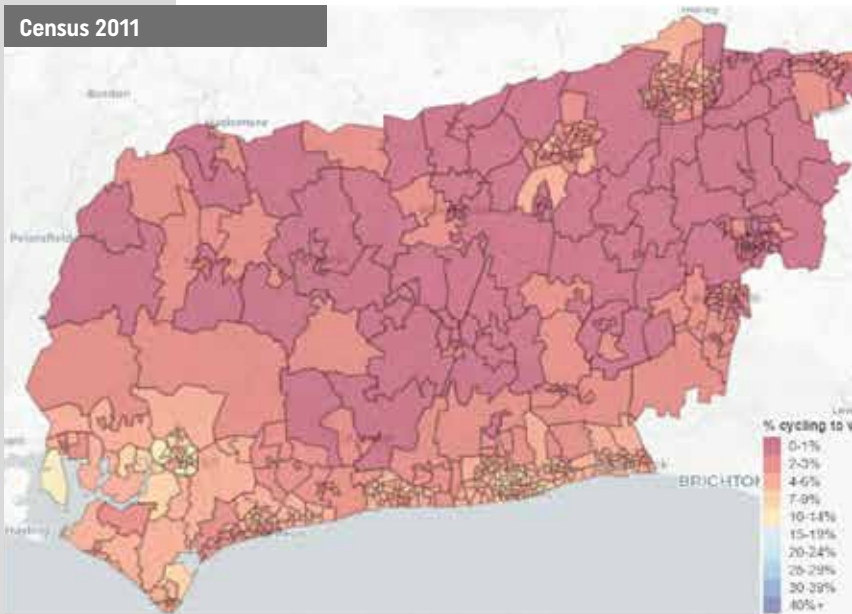 Census 2011
Haslemere
Petersfield
BRIGHTON
% cycling to w
0-1%
2-3%
4-6%
7-9%
10-14%
15-19%
20-24%
25-29%
30-39%
40%+